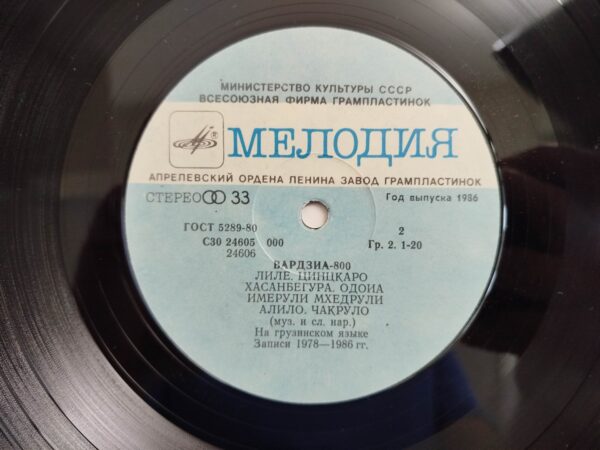 МИНИСТЕРСТВО КУЛЬТУРЫ СССР
ВСЕСОЮЗНАЯ ФИРМА ГРАМПЛАСТИНОК
® МЕЛОДИЯ
АПРЕЛЕВСКИЙ ОРДЕНА ЛЕНИНА ЗАВОД ГРАМПЛАСТИНОК
СТЕРЕО 33 Год выпуска 1986
ГОСТ 5289-80 2
С30 24605 000 Гр. 2. 1-20
24606
ВАРДЗИА-800
ЛИЛЕ. ЦИНЦКАРО
ХАСАНБЕГУРА. ОДОИА
ИМЕРУЛИ МХЕДРУЛИ
АЛИЛО. ЧАКРУЛО
(муз. и сл. нар.)
На грузинском языке
Записи 1978—1986 гг.